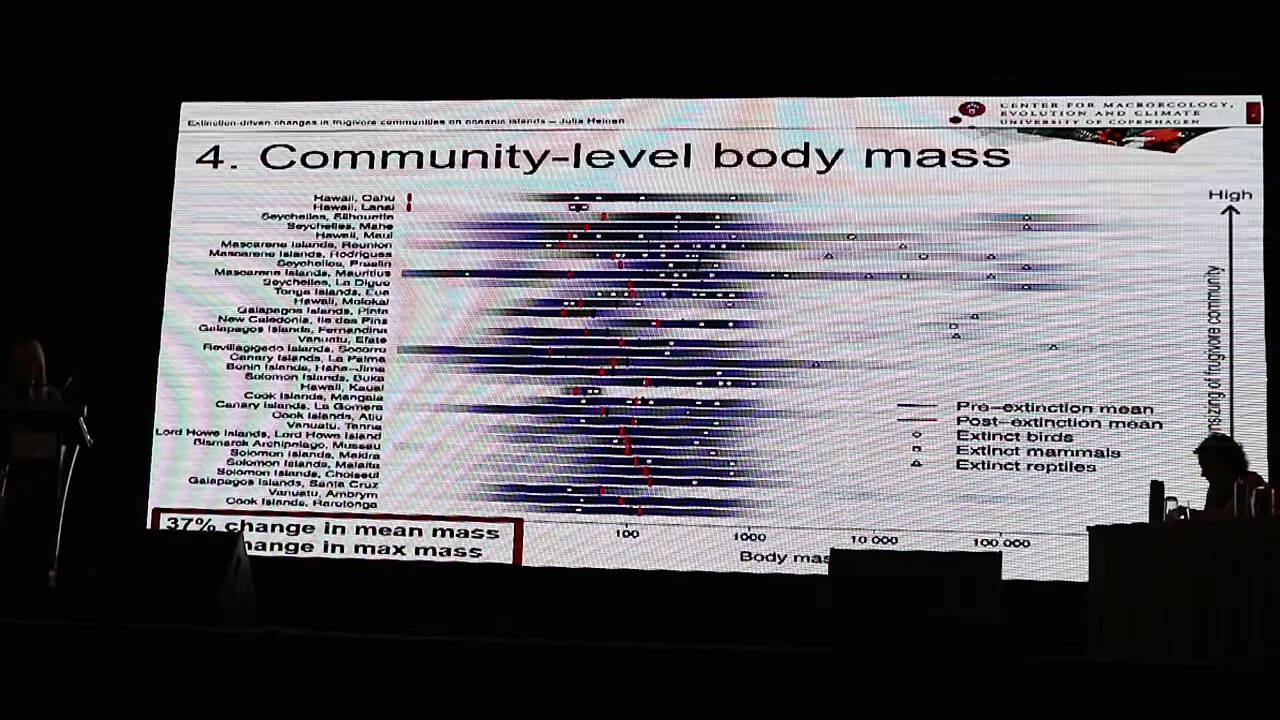 Extinction-driven changes in frugivore communities on oceanic islands – Julia Heinen
CENTER FOR MACROECOLOGY,
EVOLUTION AND CLIMATE
UNIVERSITY OF COPENHAGEN
4. Community-level body mass
High
Hawaii, Oahu
Hawaii, Lanai
Seychelles, Silhouette
Seychelles, Mahe
Hawaii, Maui
Mascarene Islands, Reunion
Mascarene Islands, Rodrigues
Seychelles, Praslin
Mascarene Islands, Mauritius
Seychelles, La Digue
Tonga Islands, Eua
Hawaii, Molokai
Galapagos Islands, Pinta
New Caledonia, Ile des Pins
Galapagos Islands, Fernandina
Vanuatu, Efate
Revillagigedo Islands, Socorro
Canary Islands, La Palma
Bonin Islands, Haha-Jima
Solomon Islands, Buka
Hawaii, Kauai
Cook Islands, Mangaia
Canary Islands, La Gomera
Cook Islands, Atiu
Vanuatu, Tanna
Lord Howe Islands, Lord Howe Island
Bismarck Archipelago, Mussau
Solomon Islands, Makira
Solomon Islands, Malaita
Solomon Islands, Choiseul
Galapagos Islands, Santa Cruz
Vanuatu, Ambrym
Cook Islands, Rarotonga
Pre-extinction mean
Post-extinction mean
Extinct birds
Extinct mammals
Extinct reptiles
nsizing of frugivore community
37% change in mean mass
hange in max mass
100
1000
10 000
100 000
Body mas